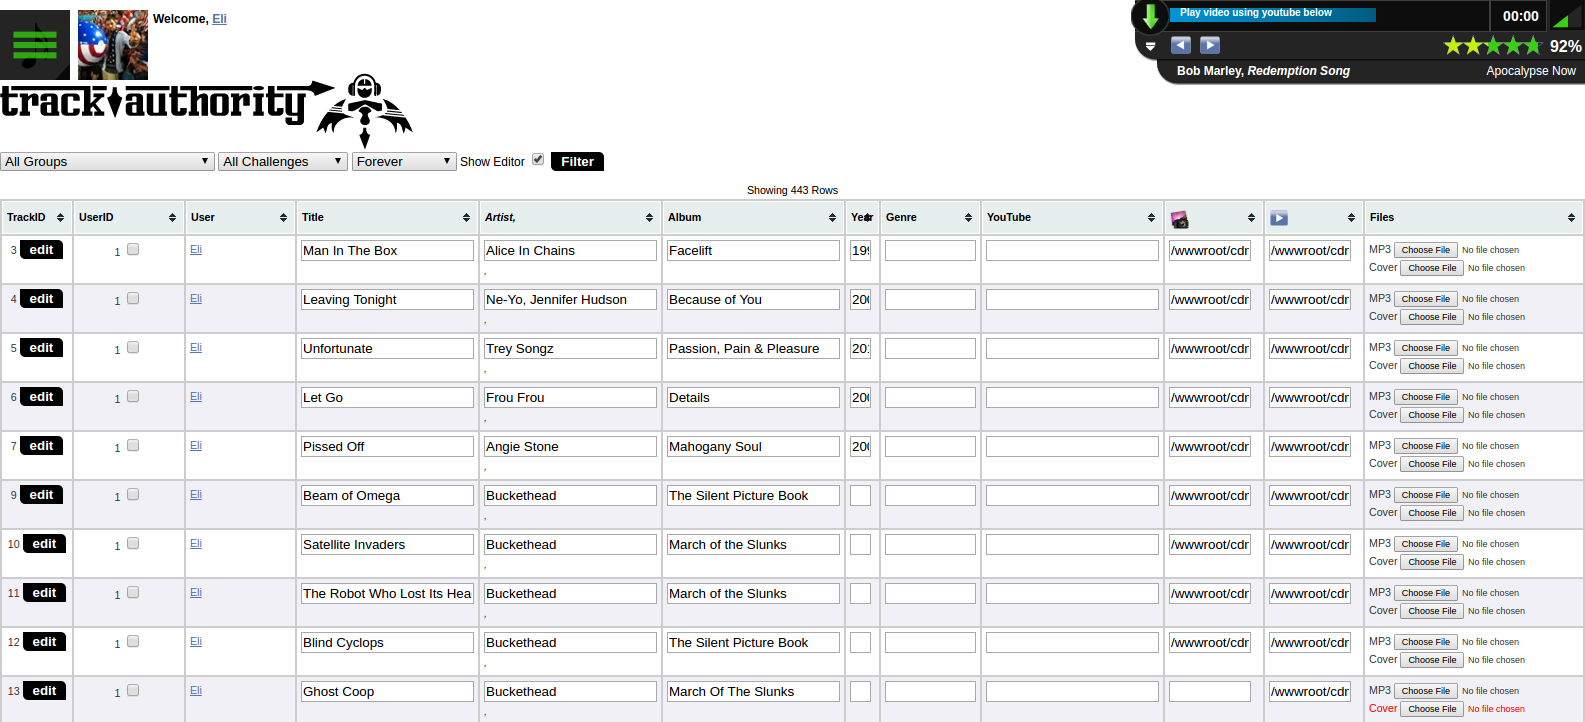 Welcome, Eli
Play video using youtube below
00:00
92%
Bob Marley, Redemption Song Apocalypse Now
track authority
All Groups All Challenges Forever Show Editor Filter
Showing 443 Rows
TrackID UserID User Title Artist, Album Year Genre YouTube Files
3 edit 1 Eli Man In The Box Alice In Chains Facelift 199 /wwwroot/cdr /wwwroot/cdr MP3 Choose File No file chosen
, Cover Choose File No file chosen
4 edit 1 Eli Leaving Tonight Ne-Yo, Jennifer Hudson Because of You 200 /wwwroot/cdr /wwwroot/cdr MP3 Choose File No file chosen
, Cover Choose File No file chosen
5 edit 1 Eli Unfortunate Trey Songz Passion, Pain & Pleasure 201 /wwwroot/cdr /wwwroot/cdr MP3 Choose File No file chosen
, Cover Choose File No file chosen
6 edit 1 Eli Let Go Frou Frou Details 200 /wwwroot/cdr /wwwroot/cdr MP3 Choose File No file chosen
, Cover Choose File No file chosen
7 edit 1 Eli Pissed Off Angie Stone Mahogany Soul 200 /wwwroot/cdr /wwwroot/cdr MP3 Choose File No file chosen
, Cover Choose File No file chosen
9 edit 1 Eli Beam of Omega Buckethead The Silent Picture Book /wwwroot/cdr /wwwroot/cdr MP3 Choose File No file chosen
, Cover Choose File No file chosen
10 edit 1 Eli Satellite Invaders Buckethead March of the Slunks /wwwroot/cdr /wwwroot/cdr MP3 Choose File No file chosen
, Cover Choose File No file chosen
11 edit 1 Eli The Robot Who Lost Its Hea Buckethead March of the Slunks /wwwroot/cdr /wwwroot/cdr MP3 Choose File No file chosen
, Cover Choose File No file chosen
12 edit 1 Eli Blind Cyclops Buckethead The Silent Picture Book /wwwroot/cdr /wwwroot/cdr MP3 Choose File No file chosen
, Cover Choose File No file chosen
13 edit 1 Eli Ghost Coop Buckethead March Of The Slunks /wwwroot/cdr MP3 Choose File No file chosen
, Cover Choose File No file chosen